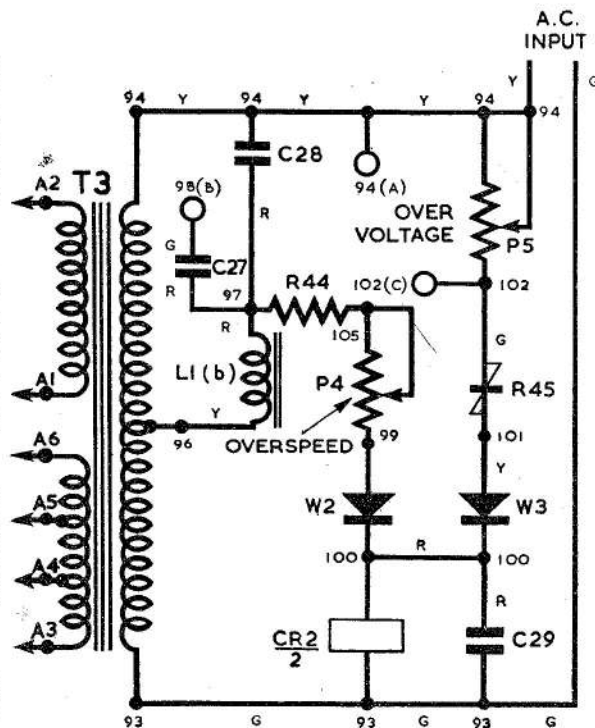 A.C.
INPUT
Y
G
94
Y
94
Y
Y
94
94
C28
A2
T3
98(B)
94(A)
R
OVER
VOLTAGE
P5
G
C27
R
R44
102(C)
102
97
R
105
G
A1
L1(b)
P4
R45
Y
96
OVERSPEED
99
101
A6
Y
A5
W2
W3
A4
100
R
100
R
A3
CR2
2
C29
93
G
93
G
93
G